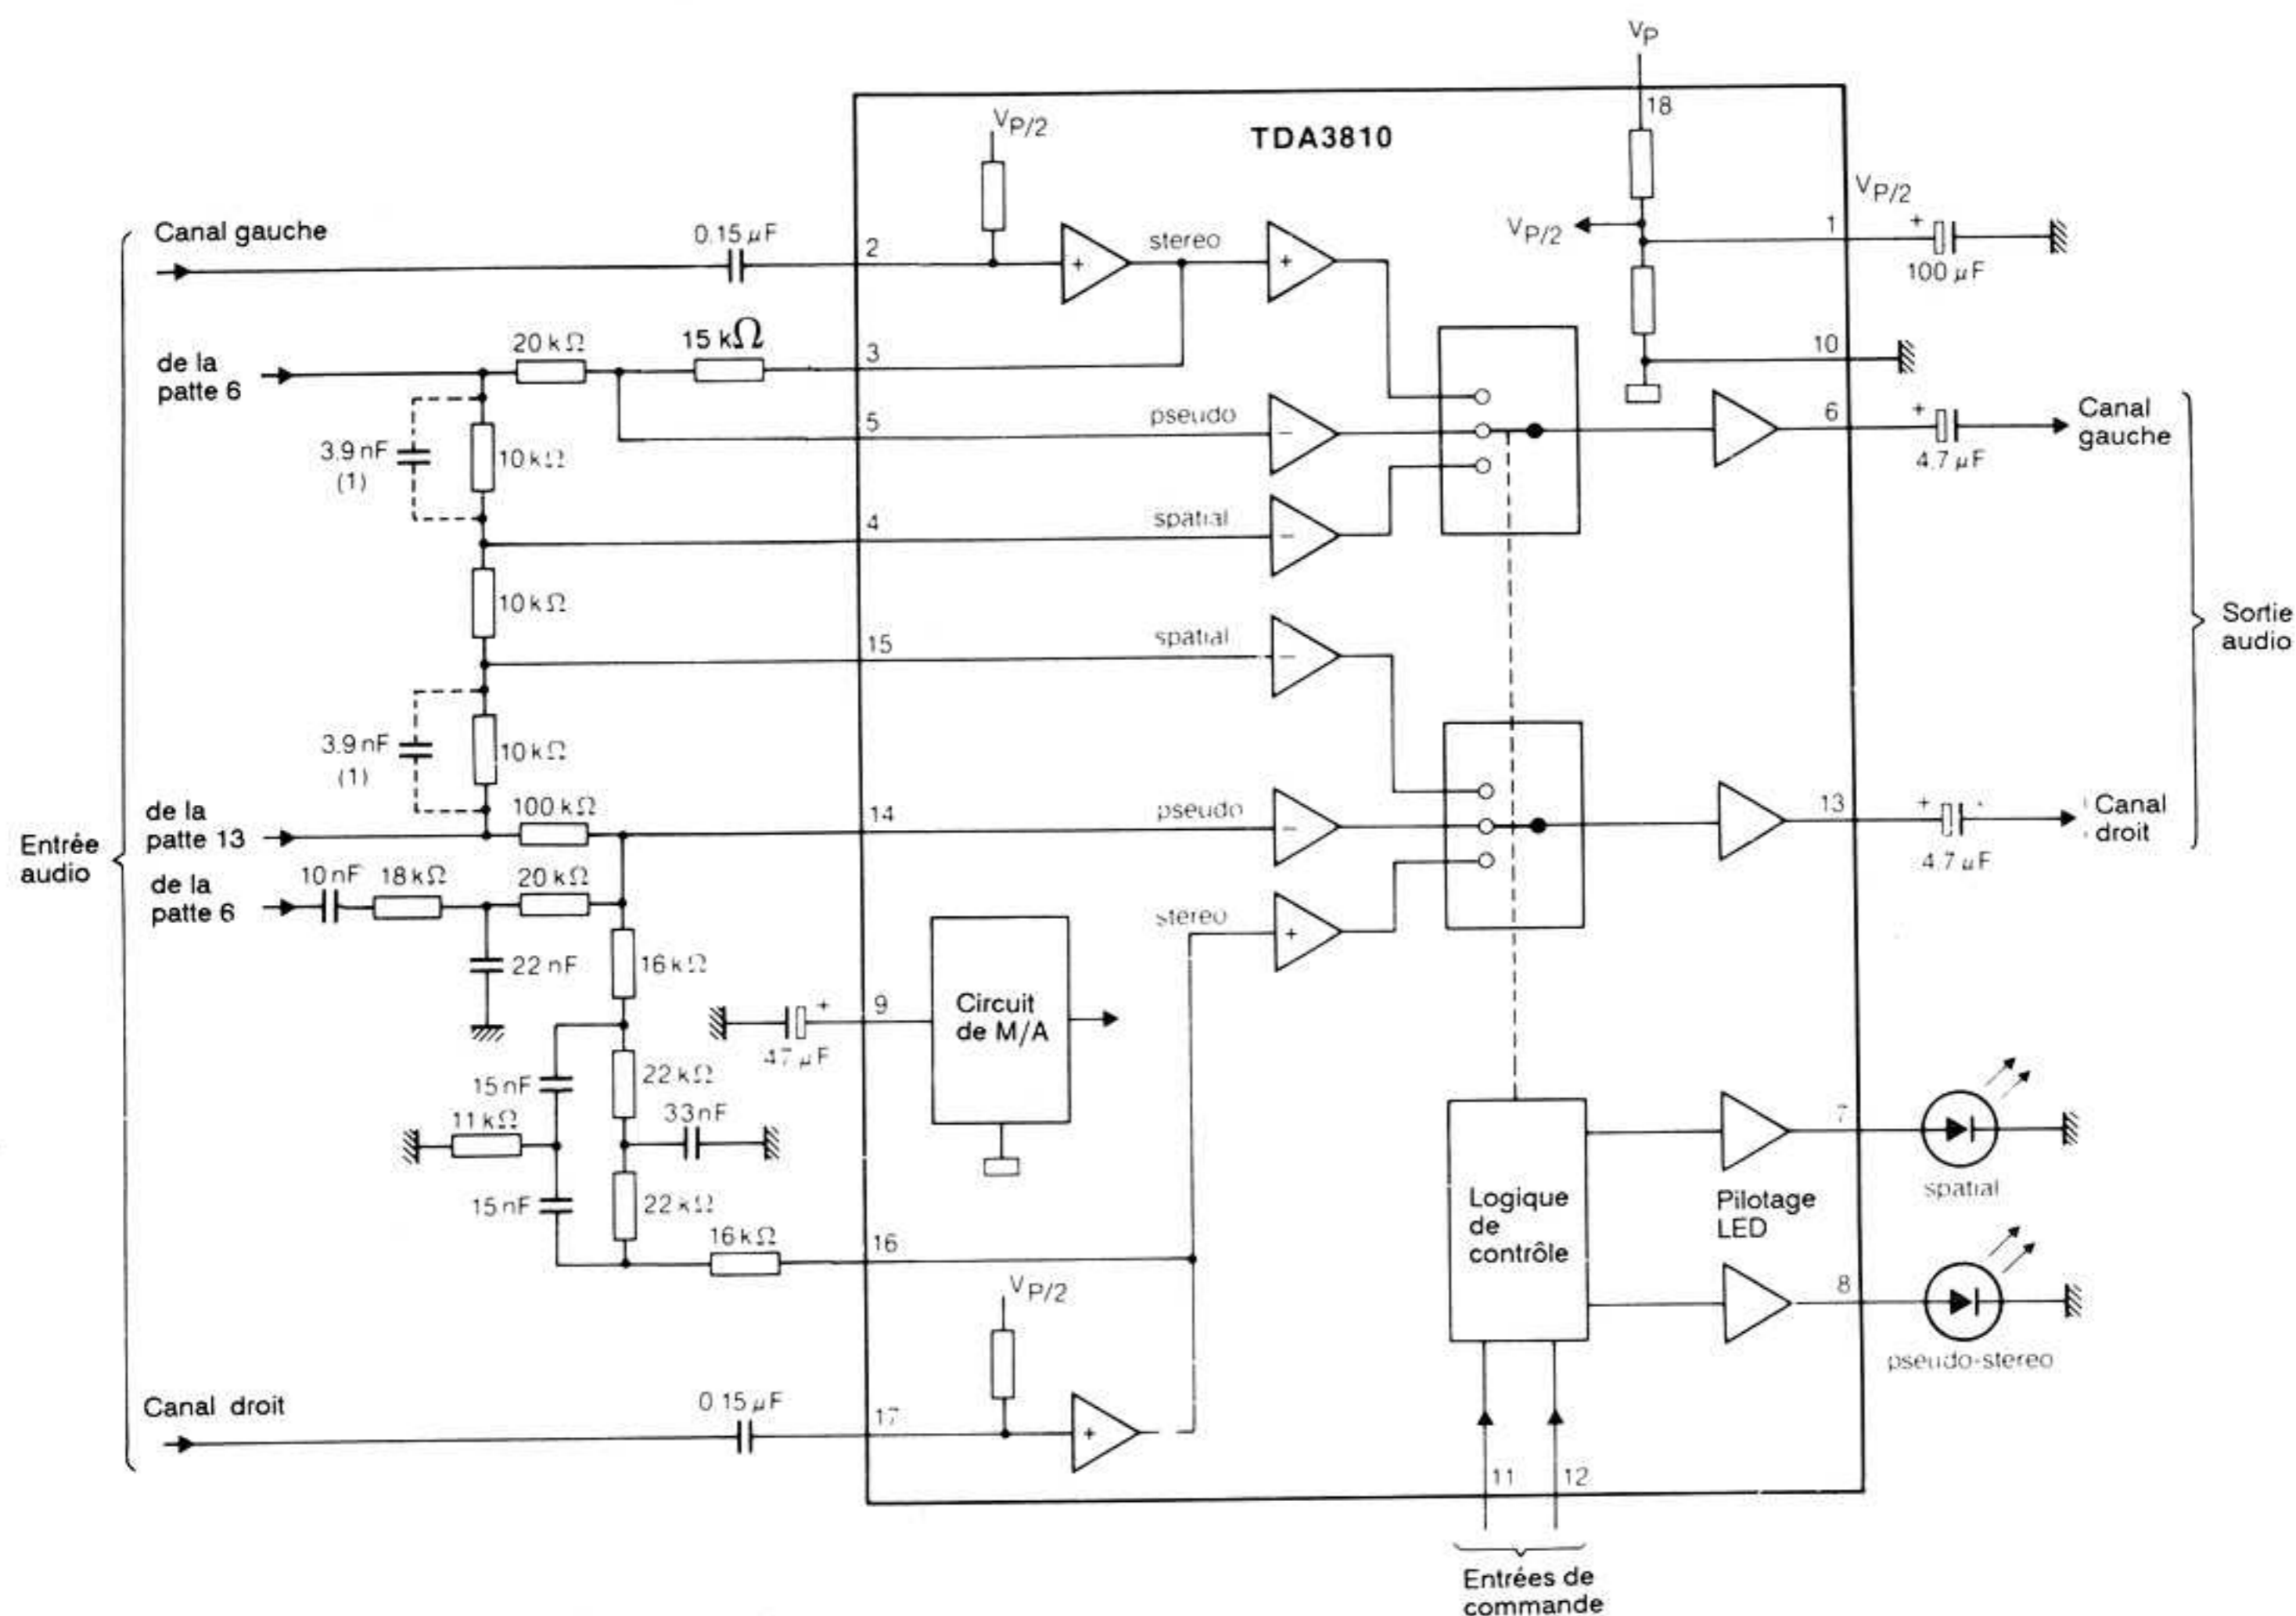 V_P
18
TDA3810
V_P/2
V_P/2
V_P/2
Canal gauche
0.15 µF
2
+
stereo
+
1
+
100 µF
de la
patte 6
20 kΩ
15 kΩ
3
10
5
pseudo
-
6
+
4.7 µF
Canal
gauche
3.9 nF
(1)
10 kΩ
4
spatial
-
10 kΩ
15
spatial
-
Sortie
audio
3.9 nF
(1)
10 kΩ
de la
patte 13
100 kΩ
14
pseudo
-
13
+
4.7 µF
Canal
droit
Entrée
audio
de la
patte 6
10 nF
18 kΩ
20 kΩ
22 nF
16 kΩ
stereo
+
9
+
47 µF
Circuit
de M/A
15 nF
22 kΩ
11 kΩ
33 nF
15 nF
22 kΩ
16 kΩ
16
7
spatial
Logique
de
contrôle
Pilotage
LED
8
pseudo-stereo
V_P/2
Canal droit
0.15 µF
17
+
11
12
Entrées de
commande